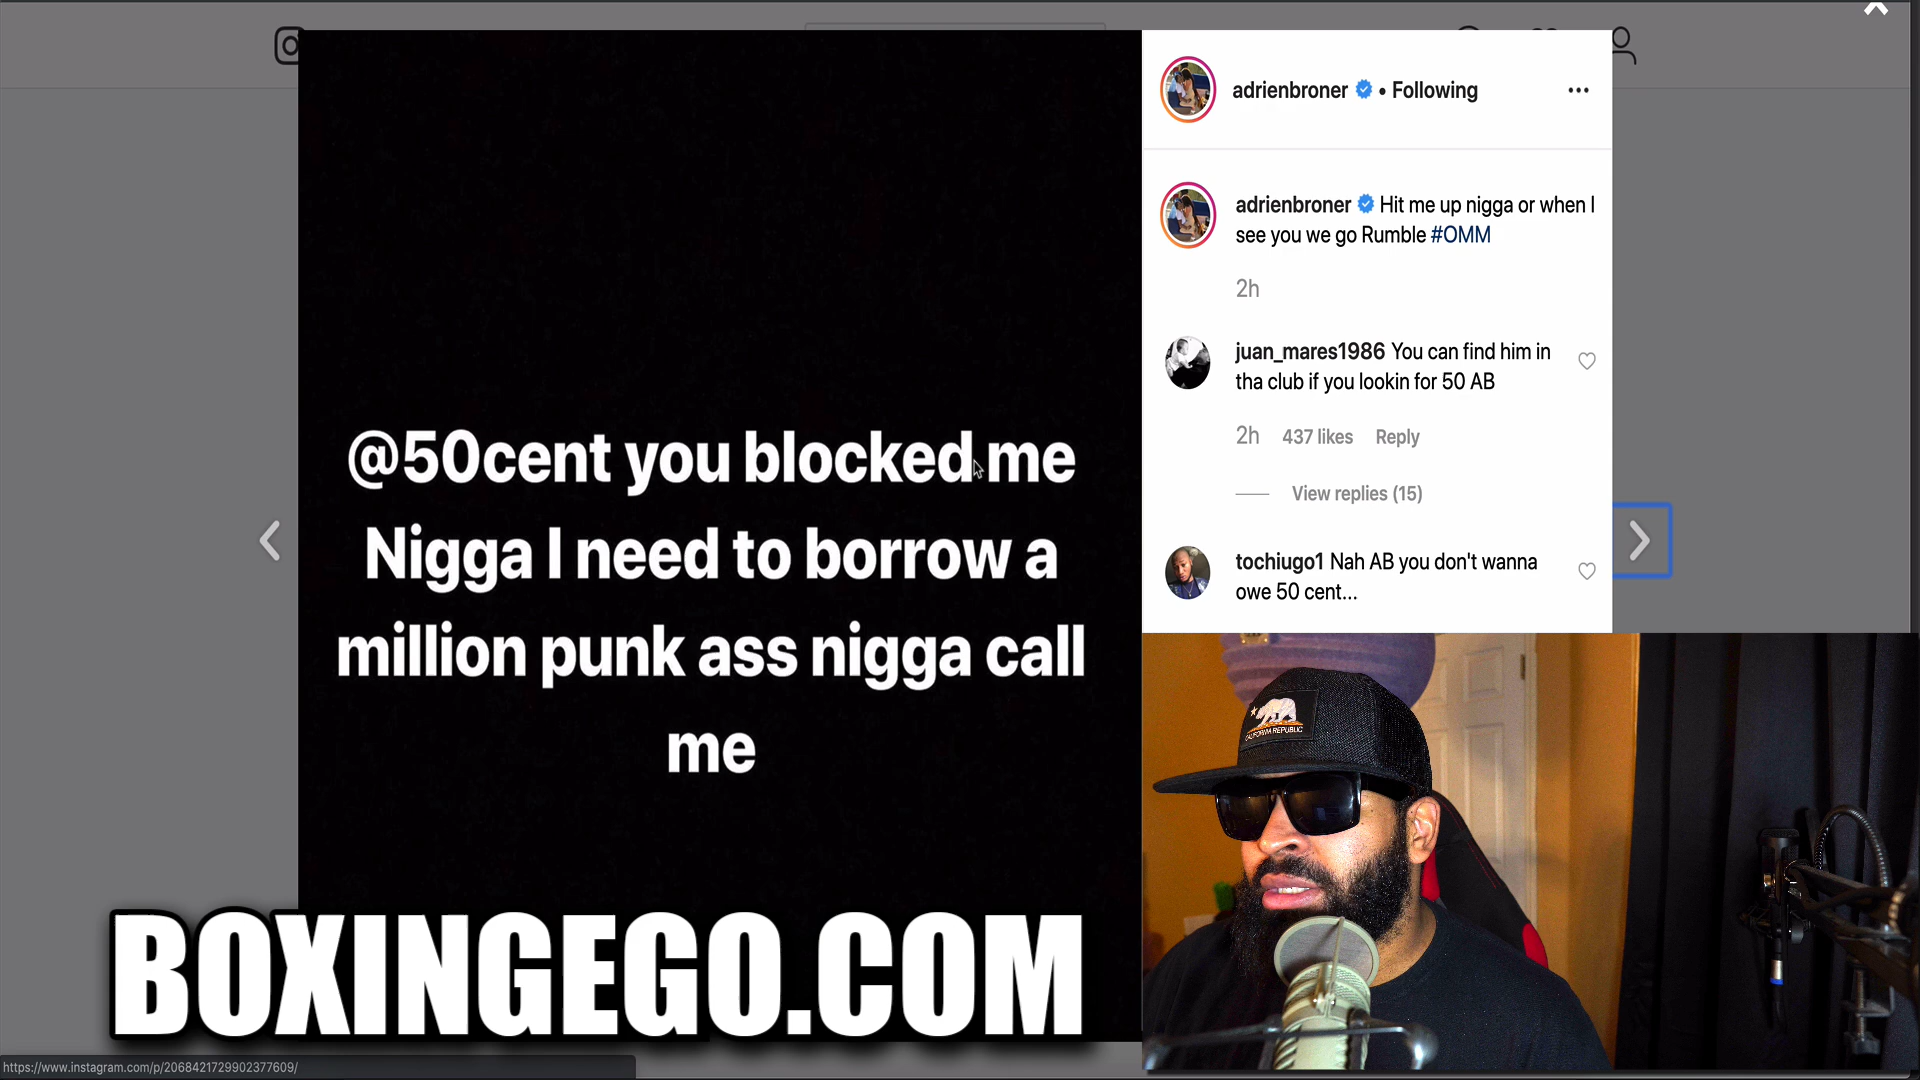 adrienbroner • Following
adrienbroner Hit me up nigga or when I
see you we go Rumble #OMM
2h
juan_mares1986 You can find him in
tha club if you lookin for 50 AB
2h 437 likes Reply
View replies (15)
tochiugo1 Nah AB you don't wanna
owe 50 cent...
@50cent you blocked me
Nigga I need to borrow a
million punk ass nigga call
me
CALIFORNIA REPUBLIC
BOXINGEGO.COM
https://www.instagram.com/p/2068421729902377609/